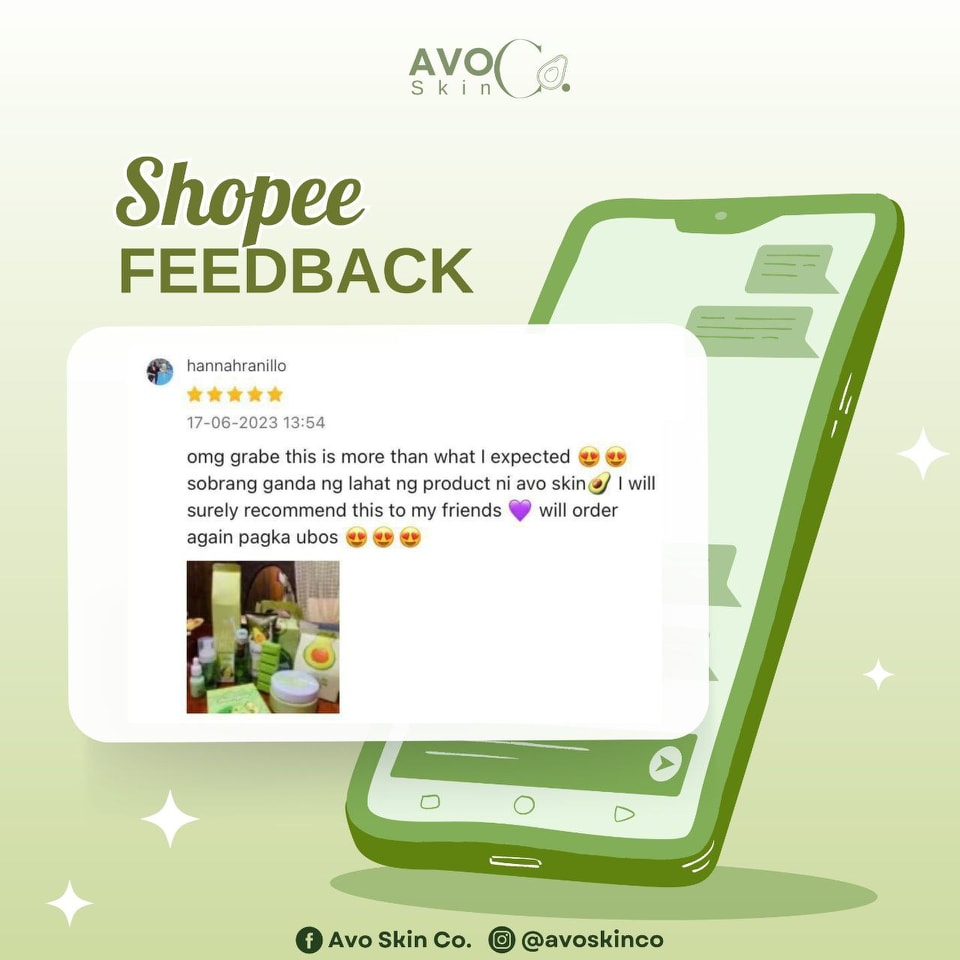 AVO Co.
Skin
Shopee
FEEDBACK
hannahranillo
17-06-2023 13:54
omg grabe this is more than what I expected 😍😍
sobrang ganda ng lahat ng product ni avo skin🥑 I will
surely recommend this to my friends 💜 will order
again pagka ubos 😍😍😍
Avo Skin Co. @avoskinco